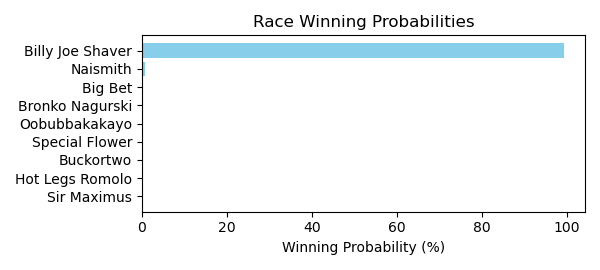 Race Winning Probabilities
Billy Joe Shaver
Naismith
Big Bet
Bronko Nagurski
Oobubbakakayo
Special Flower
Buckortwo
Hot Legs Romolo
Sir Maximus
0 20 40 60 80 100
Winning Probability (%)